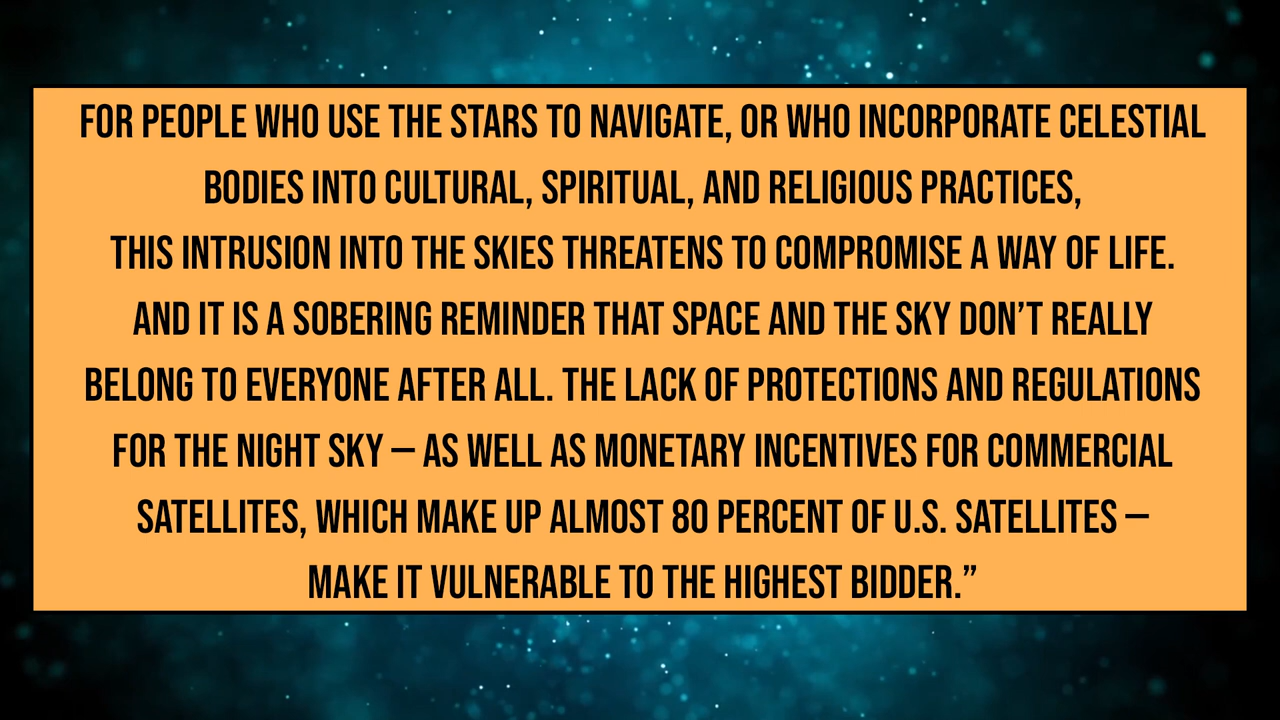 FOR PEOPLE WHO USE THE STARS TO NAVIGATE, OR WHO INCORPORATE CELESTIAL
BODIES INTO CULTURAL, SPIRITUAL, AND RELIGIOUS PRACTICES,
THIS INTRUSION INTO THE SKIES THREATENS TO COMPROMISE A WAY OF LIFE.
AND IT IS A SOBERING REMINDER THAT SPACE AND THE SKY DON’T REALLY
BELONG TO EVERYONE AFTER ALL. THE LACK OF PROTECTIONS AND REGULATIONS
FOR THE NIGHT SKY – AS WELL AS MONETARY INCENTIVES FOR COMMERCIAL
SATELLITES, WHICH MAKE UP ALMOST 80 PERCENT OF U.S. SATELLITES –
MAKE IT VULNERABLE TO THE HIGHEST BIDDER.”